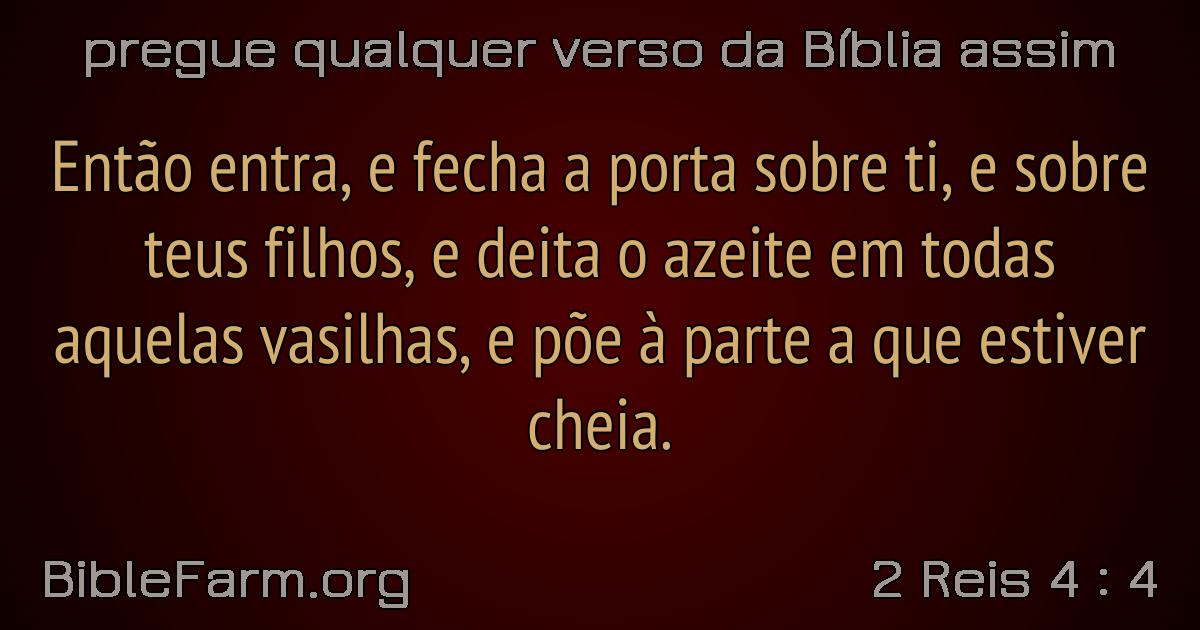 pregue qualquer verso da Bíblia assim
Então entra, e fecha a porta sobre ti, e sobre
teus filhos, e deita o azeite em todas
aquelas vasilhas, e põe à parte a que estiver
cheia.
BibleFarm.org
2 Reis 4 : 4